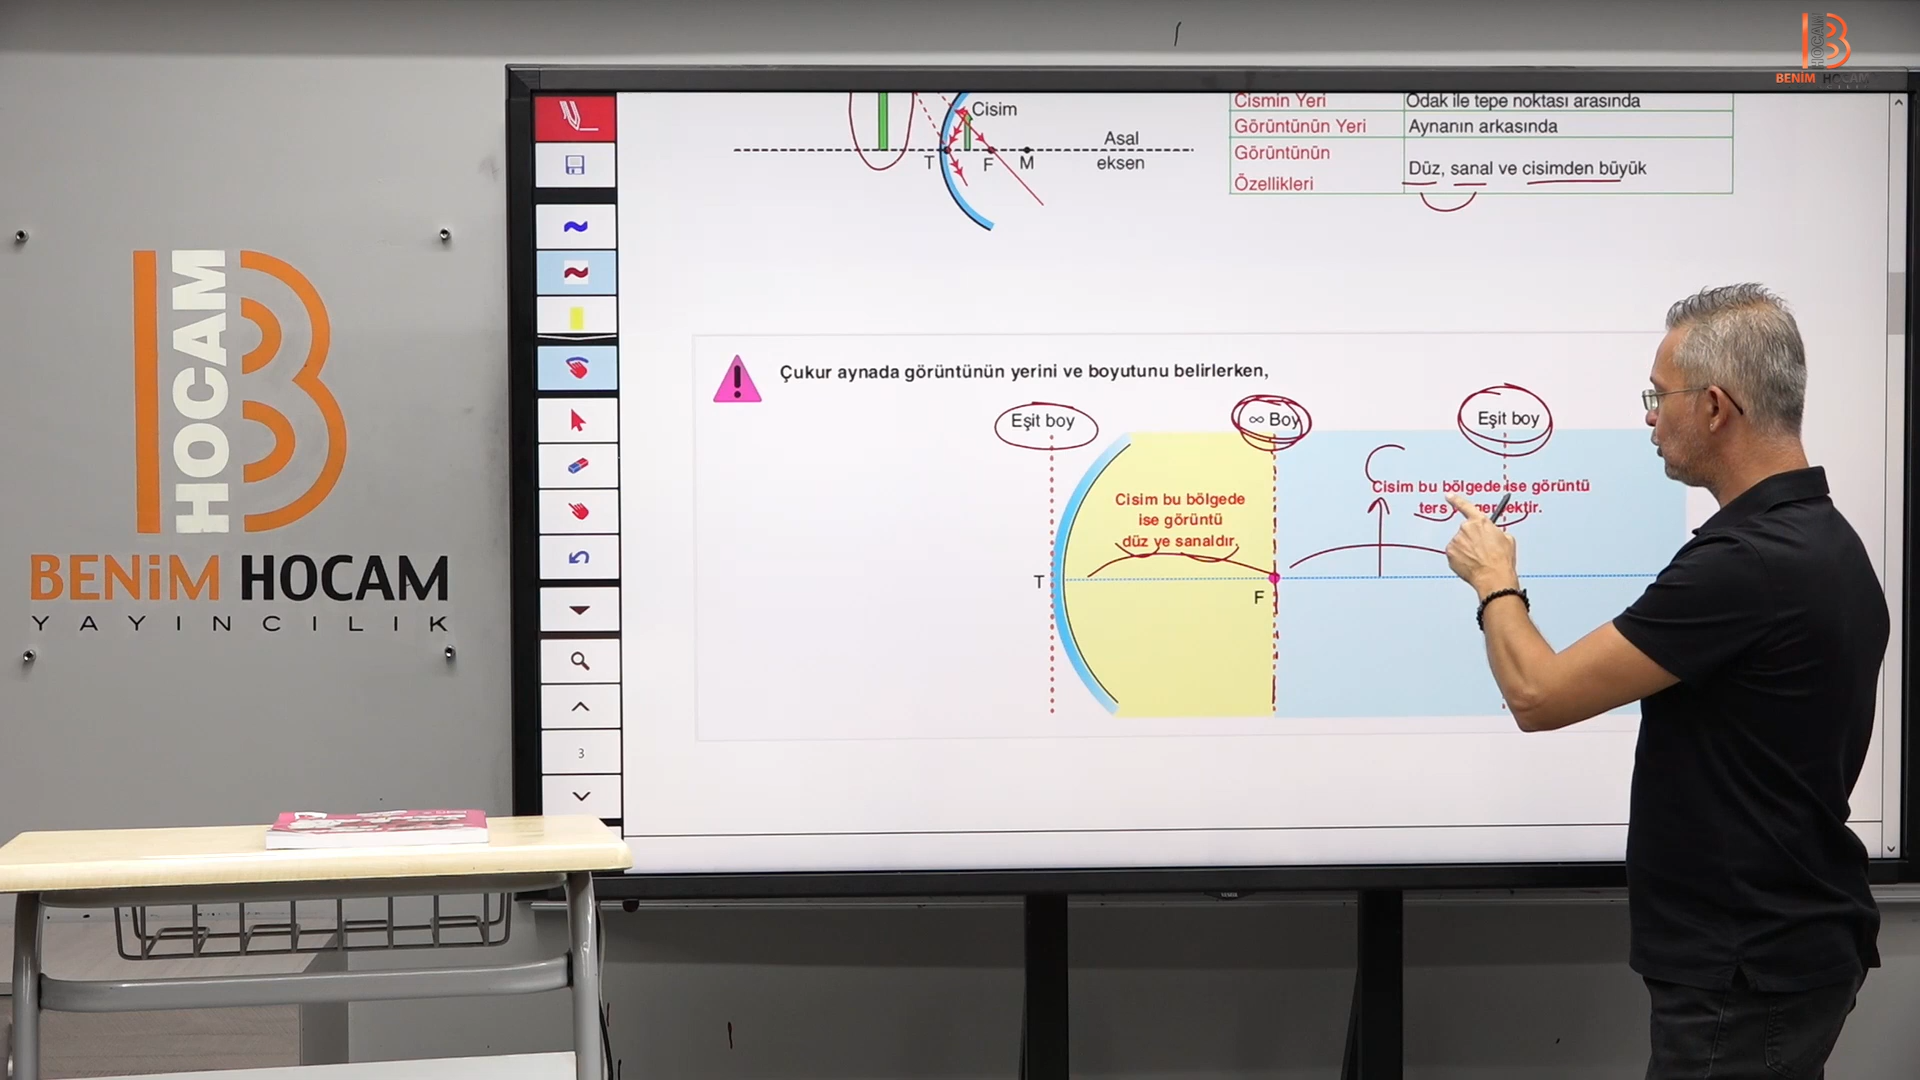 BENİM HOCAM
Cisim
Asal
eksen
T
F
M
Cismin Yeri
Odak ile tepe noktası arasında
Görüntünün Yeri
Aynanın arkasında
Görüntünün
Özellikleri
Düz, sanal ve cisimden büyük
Çukur aynada görüntünün yerini ve boyutunu belirlerken,
Eşit boy
∞ Boy
Eşit boy
Cisim bu bölgede
ise görüntü
düz ve sanaldır.
Cisim bu bölgede ise görüntü
ters
T
F
3
B
HOCAM
BENiM HOCAM
YAYINCILIK